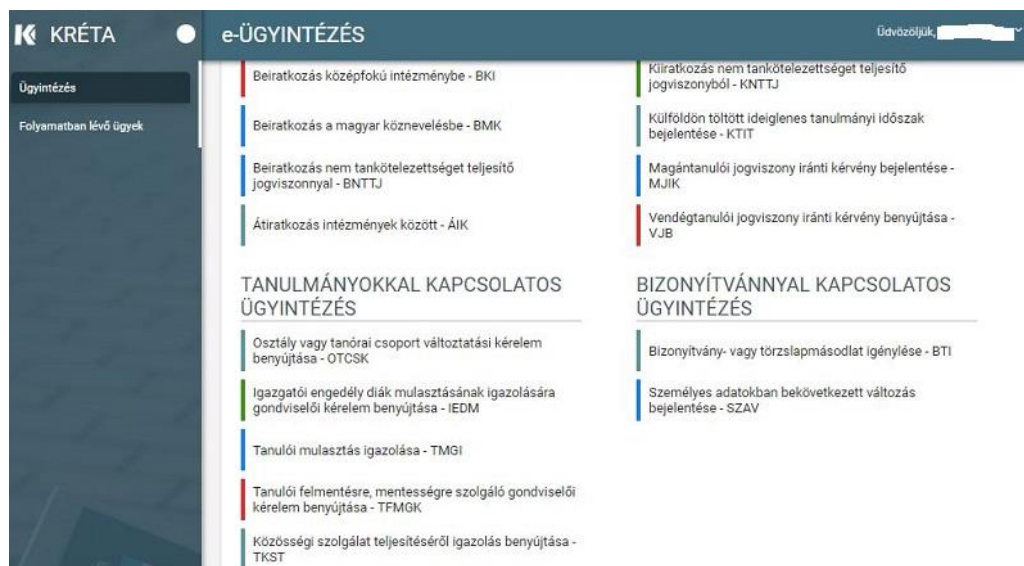 KRÉTA
e-ÜGYINTÉZÉS
Üdvözöljük,
Ügyintézés
Folyamatban lévő ügyek
Beiratkozás középfokú intézménybe - BKI
Beiratkozás a magyar köznevelésbe - BMK
Beiratkozás nem tankötelezettséget teljesítő
jogviszonnyal - BNTTJ
Átiratkozás intézmények között - ÁIK
Kiiratkozás nem tankötelezettséget teljesítő
jogviszonyból - KNTTJ
Külföldön töltött ideiglenes tanulmányi időszak
bejelentése - KTIT
Magántanulói jogviszony iránti kérvény bejelentése -
MJIK
Vendégtanulói jogviszony iránti kérvény benyújtása -
VJB
TANULMÁNYOKKAL KAPCSOLATOS
ÜGYINTÉZÉS
Osztály vagy tanórai csoport változtatási kérelem
benyújtása - OTCSK
Igazgatói engedély diák mulasztásának igazolására
gondviselői kérelem benyújtása - IEDM
Tanulói mulasztás igazolása - TMGI
Tanulói felmentésre, mentességre szolgáló gondviselői
kérelem benyújtása - TFMGK
Közösségi szolgálat teljesítéséről igazolás benyújtása -
TKST
BIZONYÍTVÁNNYAL KAPCSOLATOS
ÜGYINTÉZÉS
Bizonyítvány- vagy törzslapmásodlat igénylése - BTI
Személyes adatokban bekövetkezett változás
bejelentése - SZAV